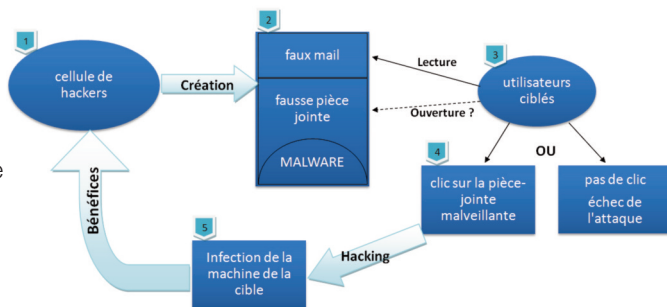 1
cellule de
hackers
Création
2
faux mail
fausse pièce
jointe
MALWARE
Lecture
Ouverture ?
3
utilisateurs
ciblés
OU
4
clic sur la pièce-
jointe
malveillante
pas de clic
échec de
l'attaque
Hacking
5
Infection de la
machine de la
cible
Bénéfices
e